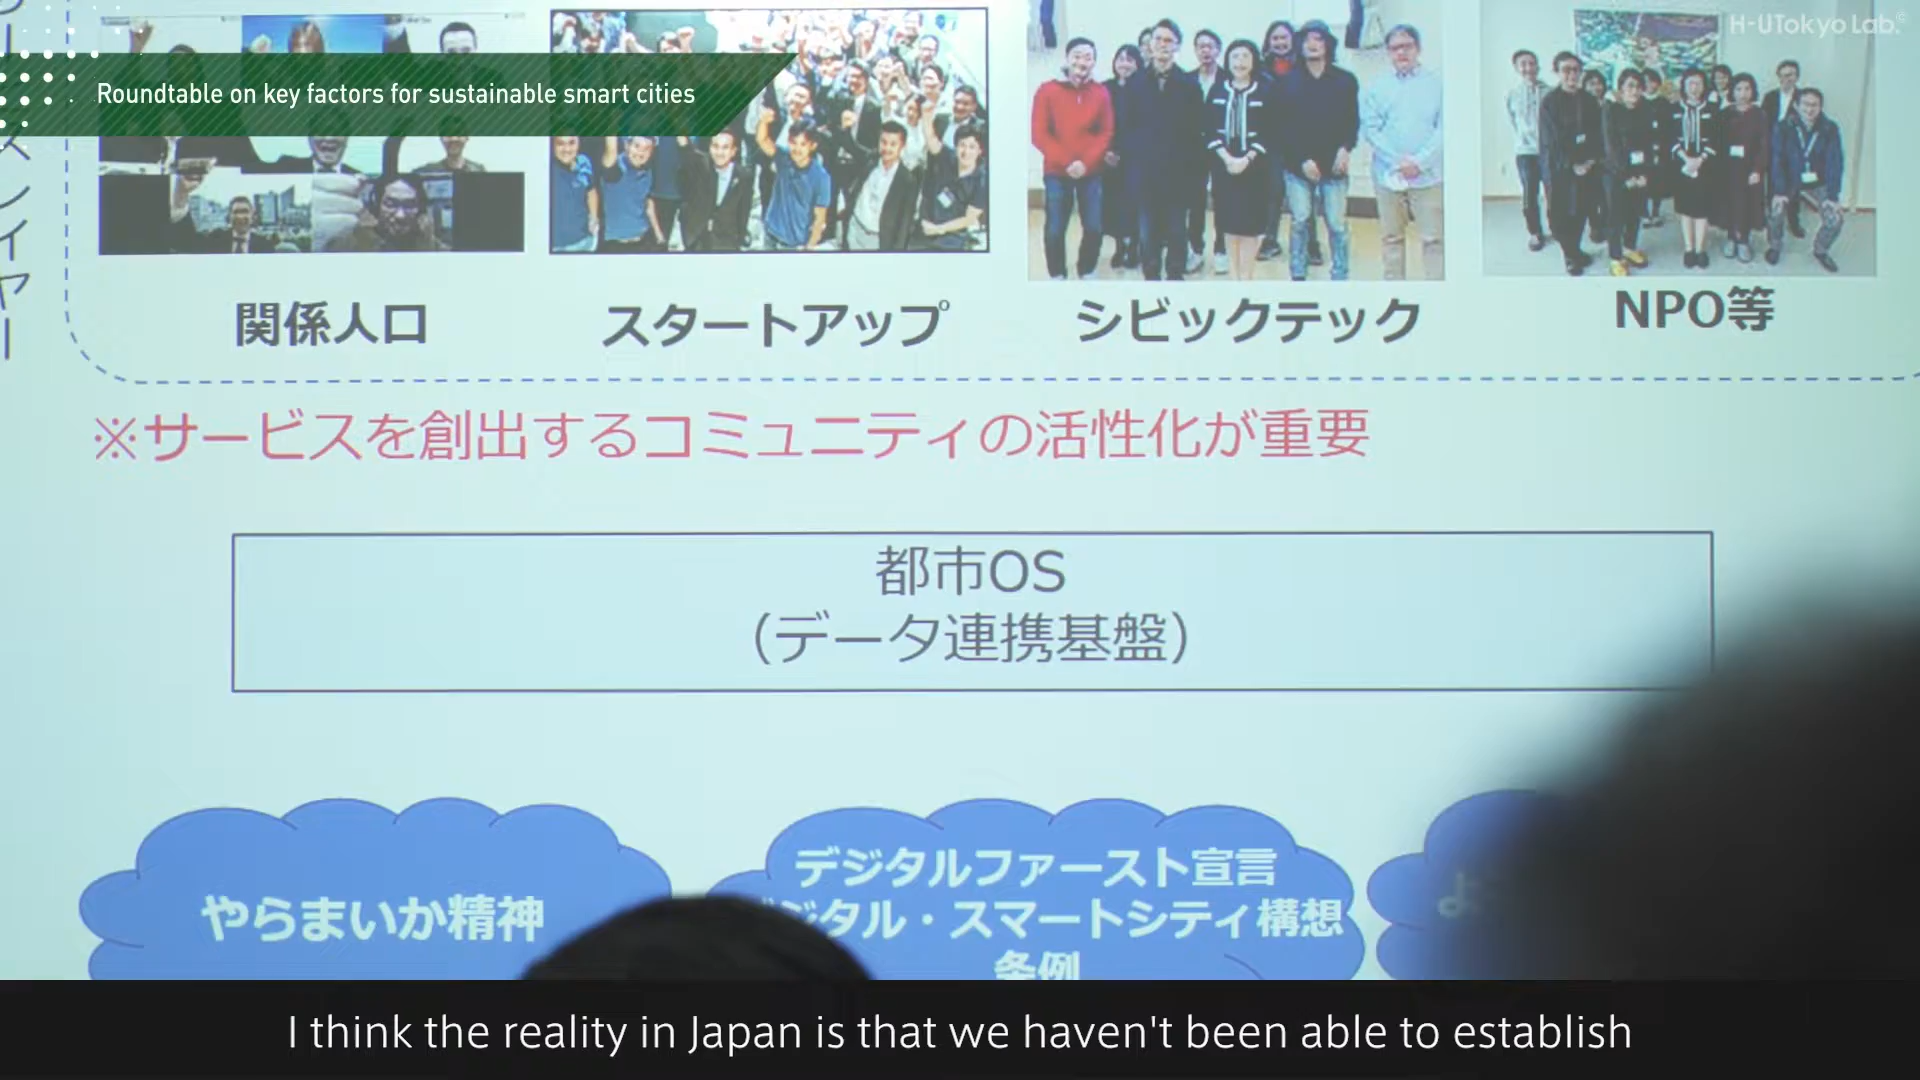 H-UTokyo Lab.
Roundtable on key factors for sustainable smart cities
関係人口
スタートアップ
シビックテック
NPO等
※サービスを創出するコミュニティの活性化が重要
都市OS
(データ連携基盤)
やらまいか精神
デジタルファースト宣言
デジタル・スマートシティ構想
条例
I think the reality in Japan is that we haven't been able to establish